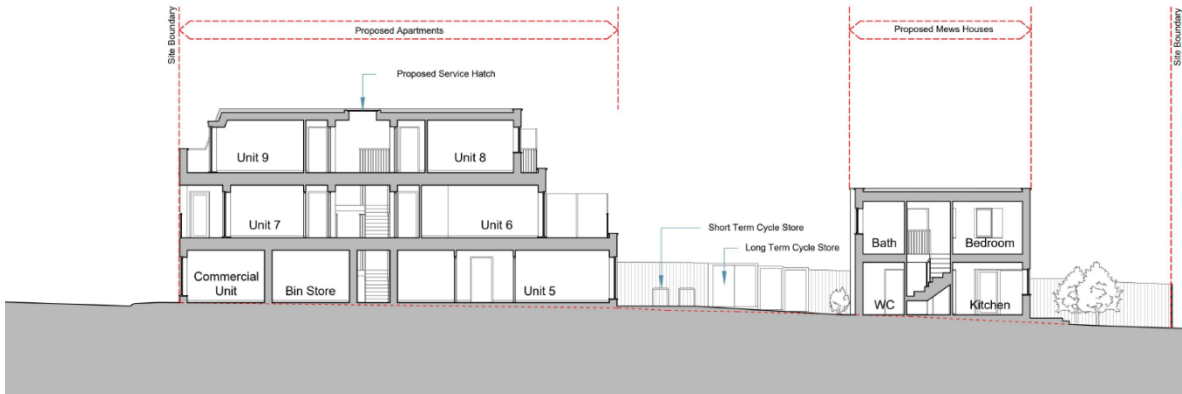 Site Boundary
Proposed Apartments
Proposed Mews Houses
Site Boundary
Proposed Service Hatch
Unit 9
Unit 8
Unit 7
Unit 6
Short Term Cycle Store
Long Term Cycle Store
Bath
Bedroom
Commercial
Unit
Bin Store
Unit 5
WC
Kitchen